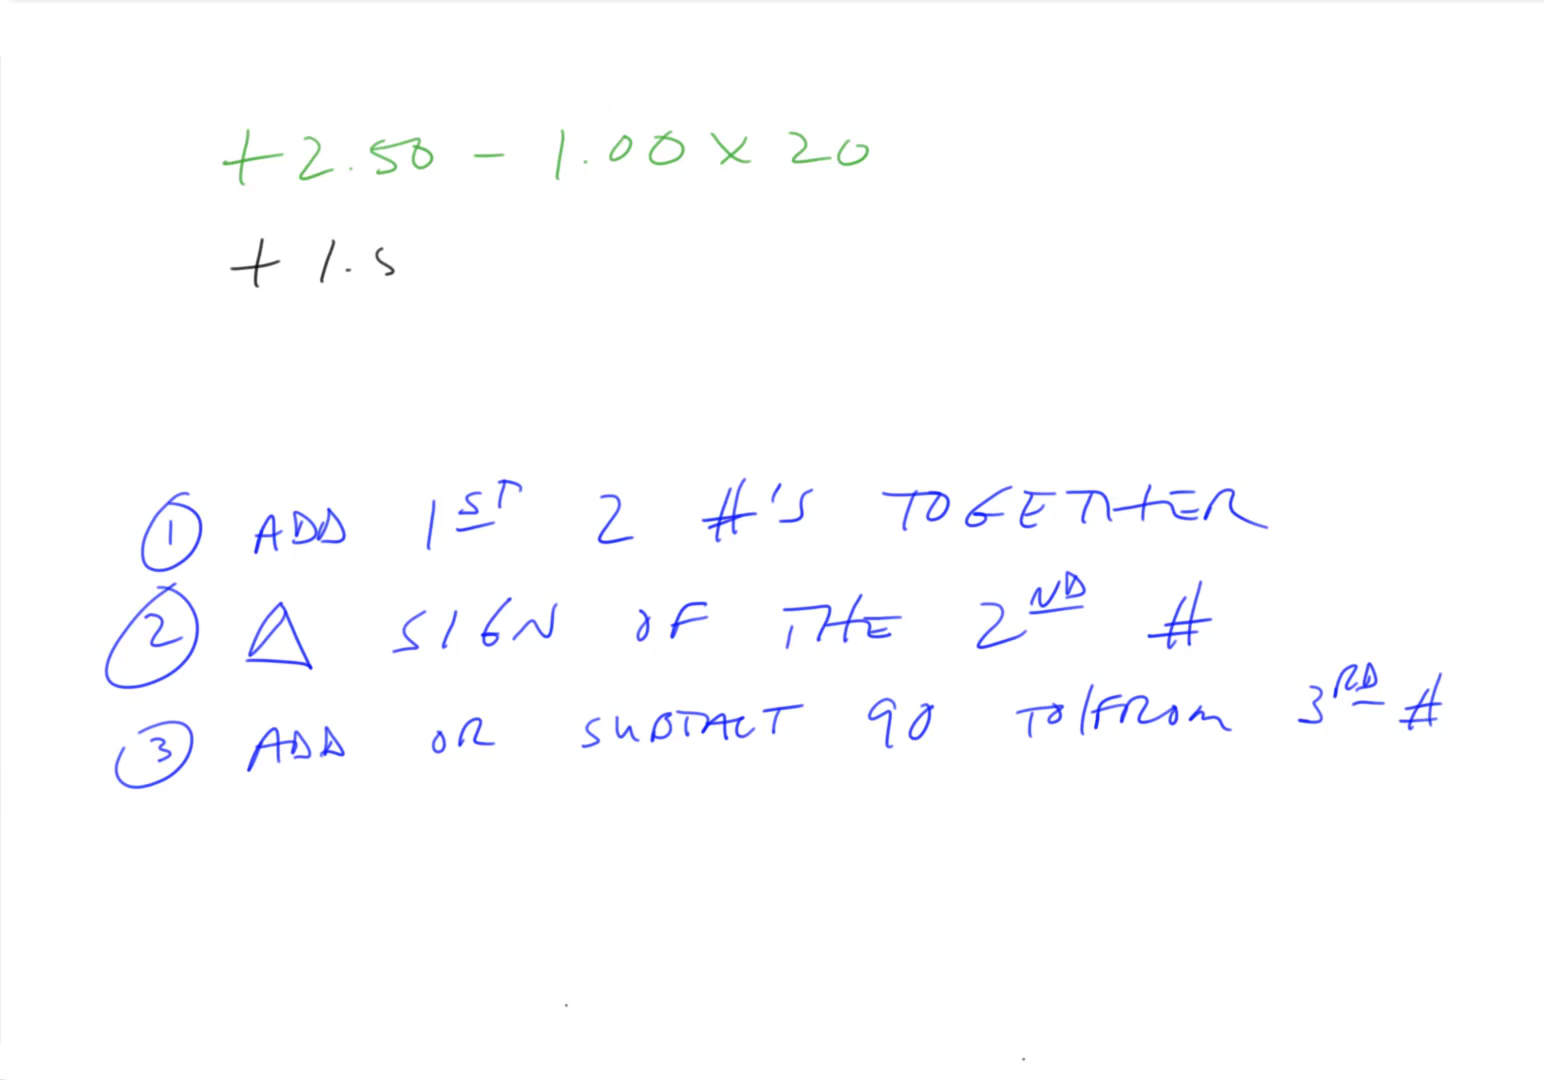 +2.50 - 1.00 x 20
+ 1.5
① ADD 1ST 2 #'S TOGETHER
② Δ SIGN OF THE 2ND #
③ ADD OR SUBTACT 90 TO/FROM 3RD #